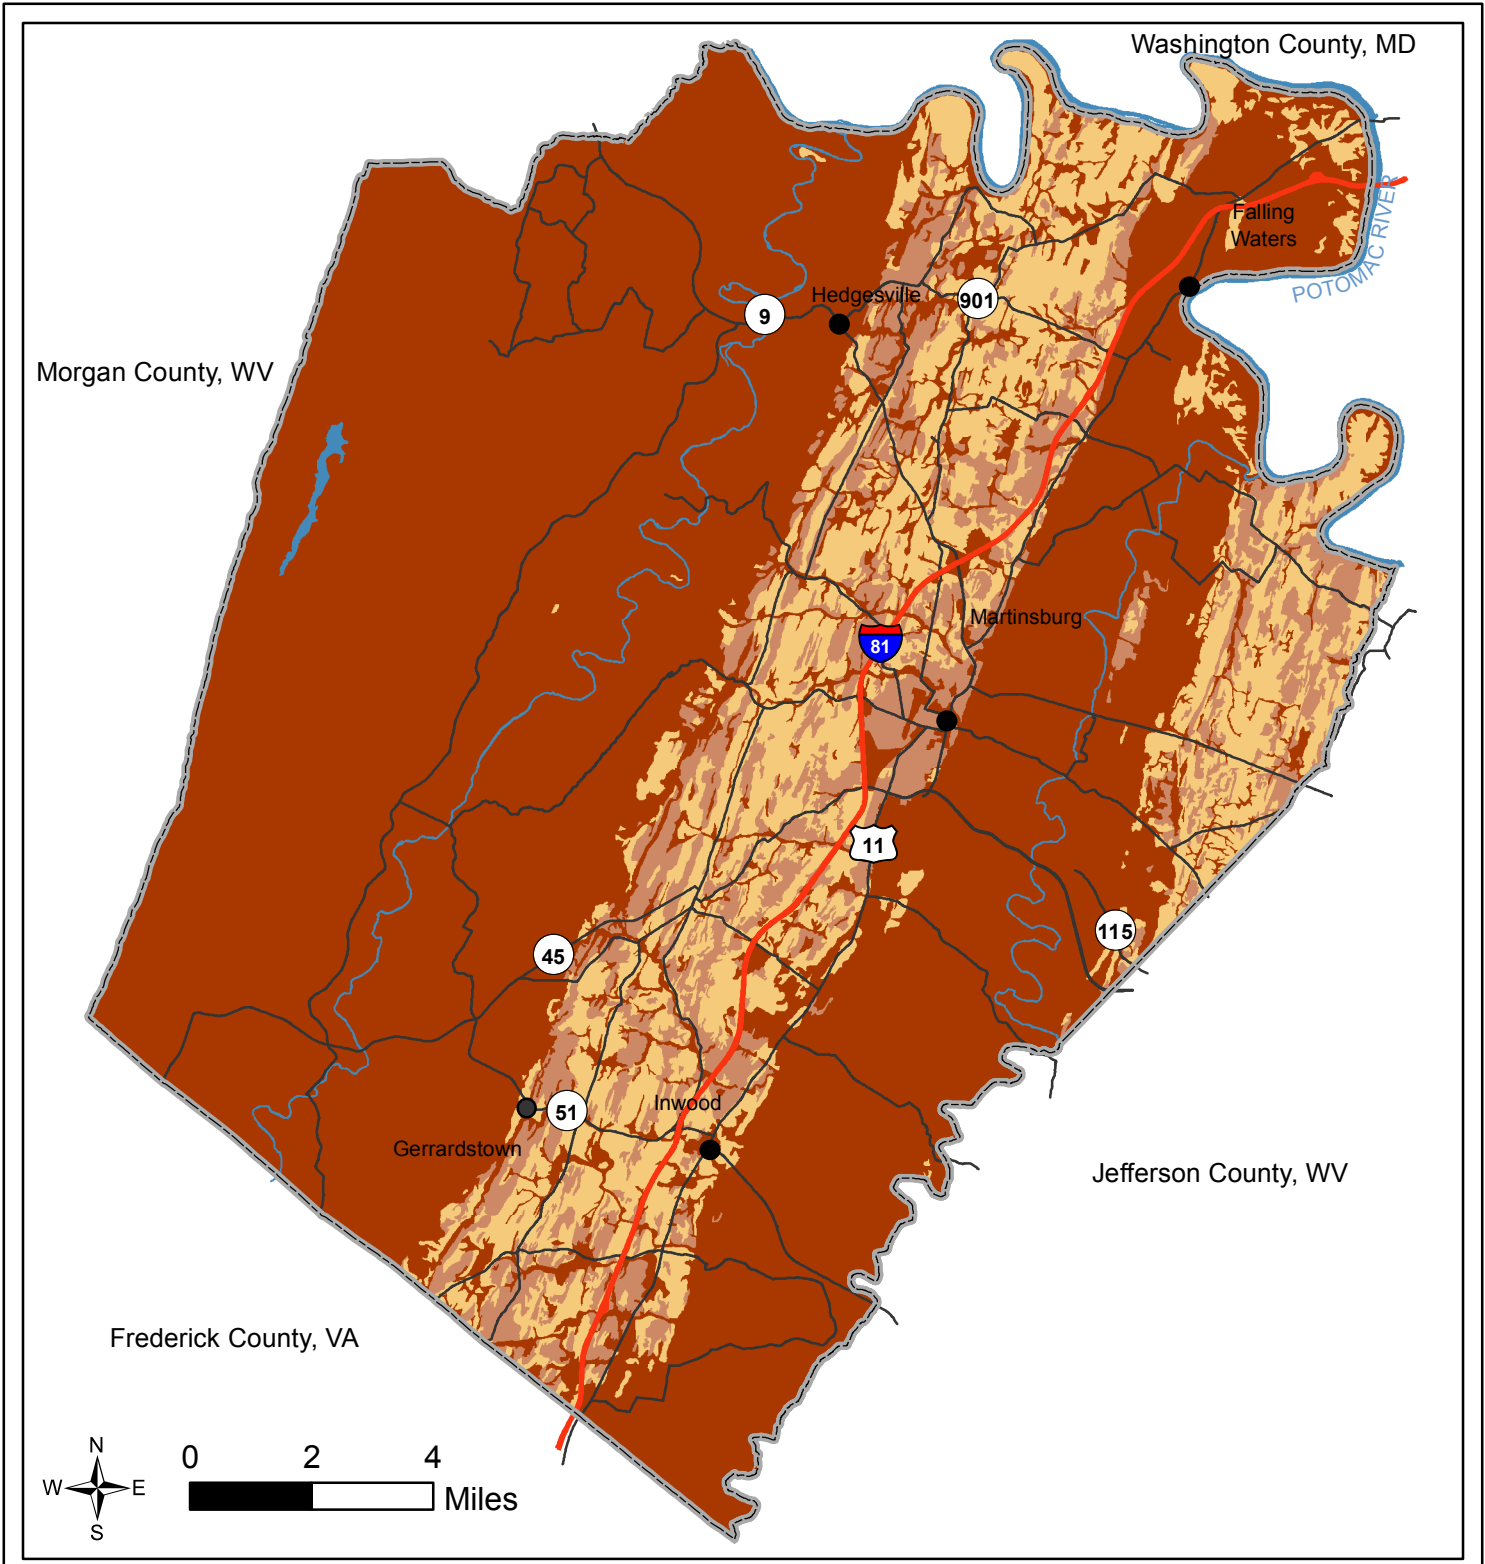 Washington County, MD
Falling
Waters
POTOMAC RIVER
Hedgesville
901
9
Morgan County, WV
Martinsburg
81
11
115
45
51
Inwood
Gerrardstown
Jefferson County, WV
Frederick County, VA
N
W
E
S
0 2 4
Miles